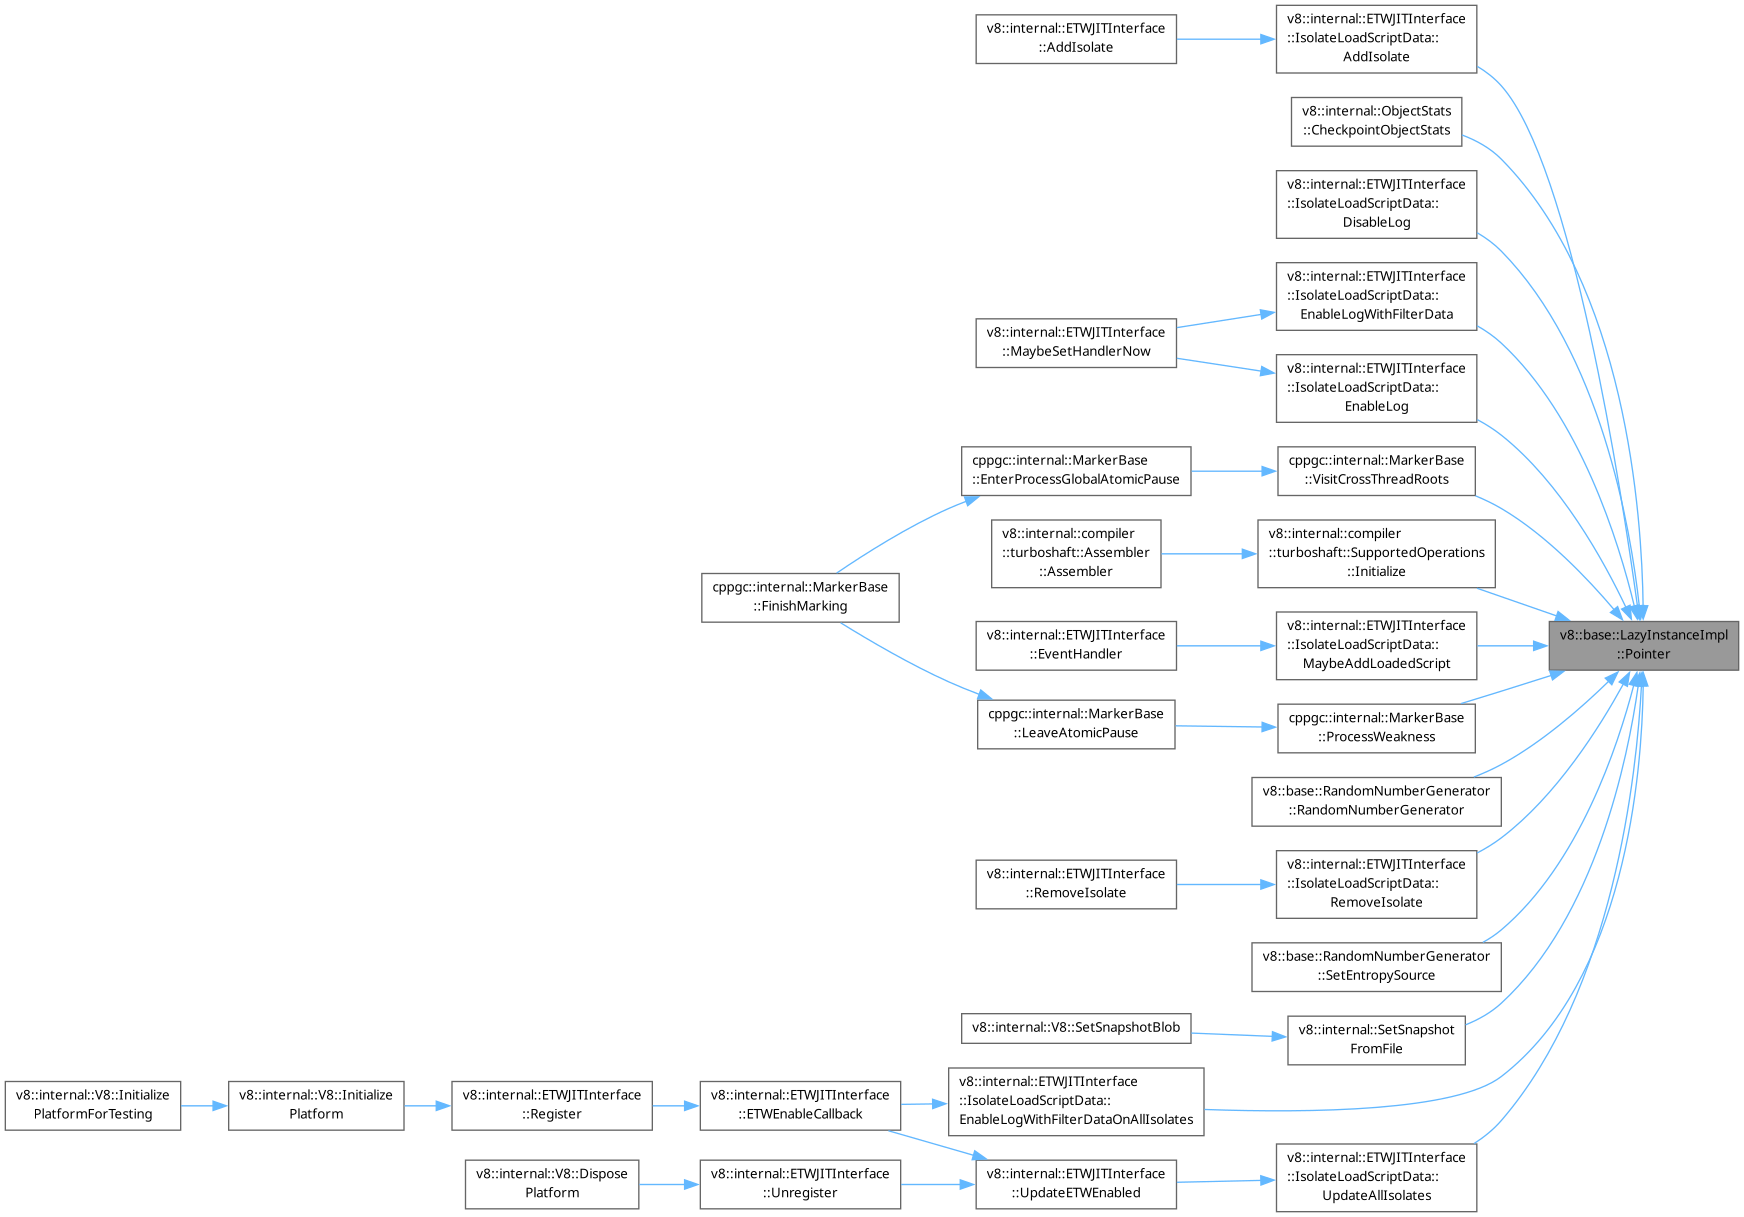 v8::internal::ETWJITInterface
::AddIsolate
v8::internal::ETWJITInterface
::IsolateLoadScriptData::
AddIsolate
v8::internal::ObjectStats
::CheckpointObjectStats
v8::internal::ETWJITInterface
::IsolateLoadScriptData::
DisableLog
v8::internal::ETWJITInterface
::IsolateLoadScriptData::
EnableLogWithFilterData
v8::internal::ETWJITInterface
::MaybeSetHandlerNow
v8::internal::ETWJITInterface
::IsolateLoadScriptData::
EnableLog
cppgc::internal::MarkerBase
::EnterProcessGlobalAtomicPause
cppgc::internal::MarkerBase
::VisitCrossThreadRoots
v8::internal::compiler
::turboshaft::Assembler
::Assembler
v8::internal::compiler
::turboshaft::SupportedOperations
::Initialize
cppgc::internal::MarkerBase
::FinishMarking
v8::internal::ETWJITInterface
::EventHandler
v8::internal::ETWJITInterface
::IsolateLoadScriptData::
MaybeAddLoadedScript
v8::base::LazyInstanceImpl
::Pointer
cppgc::internal::MarkerBase
::LeaveAtomicPause
cppgc::internal::MarkerBase
::ProcessWeakness
v8::base::RandomNumberGenerator
::RandomNumberGenerator
v8::internal::ETWJITInterface
::RemoveIsolate
v8::internal::ETWJITInterface
::IsolateLoadScriptData::
RemoveIsolate
v8::base::RandomNumberGenerator
::SetEntropySource
v8::internal::V8::SetSnapshotBlob
v8::internal::SetSnapshot
FromFile
v8::internal::V8::Initialize
PlatformForTesting
v8::internal::V8::Initialize
Platform
v8::internal::ETWJITInterface
::Register
v8::internal::ETWJITInterface
::ETWEnableCallback
v8::internal::ETWJITInterface
::IsolateLoadScriptData::
EnableLogWithFilterDataOnAllIsolates
v8::internal::V8::Dispose
Platform
v8::internal::ETWJITInterface
::Unregister
v8::internal::ETWJITInterface
::UpdateETWEnabled
v8::internal::ETWJITInterface
::IsolateLoadScriptData::
UpdateAllIsolates